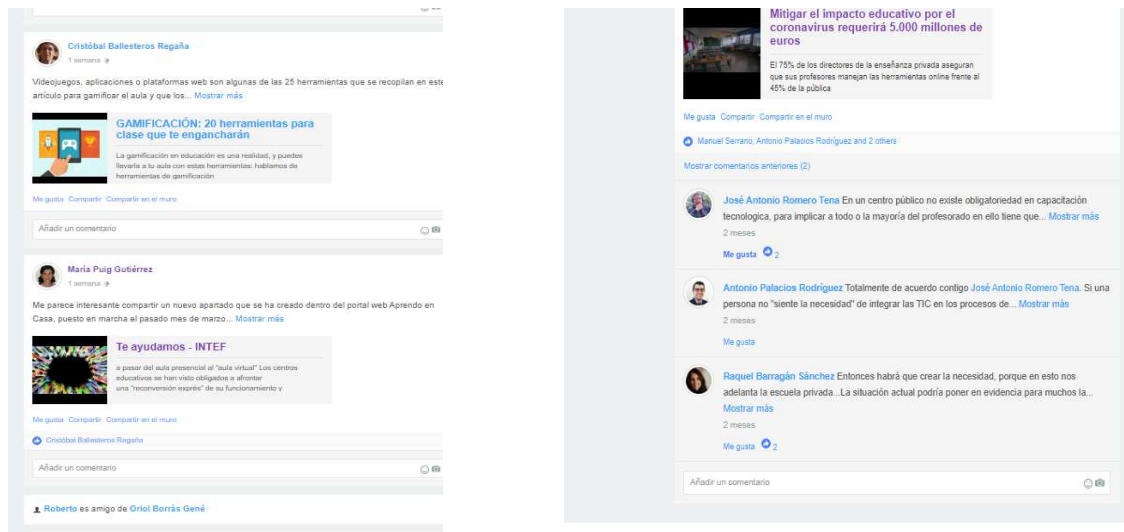 Cristóbal Ballesteros Regaña
1 semana
Videojuegos, aplicaciones o plataformas web son algunas de las 25 herramientas que se recopilan en este
artículo para gamificar el aula y que los... Mostrar más
GAMIFICACIÓN: 20 herramientas para
clase que te engancharán
La gamificación en educación es una realidad, y puedes
llevarla a tu aula con estas herramientas: hablamos de
herramientas de gamificación
Me gusta Compartir Compartir en el muro
Añadir un comentario
María Puig Gutiérrez
1 semana
Me parece interesante compartir un nuevo apartado que se ha creado dentro del portal web Aprendo en
Casa, puesto en marcha el pasado mes de marzo... Mostrar más
Te ayudamos - INTEF
a pasar del aula presencial al "aula virtual" Los centros
educativos se han visto obligados a afrontar
una "reconversión exprés" de su funcionamiento y
Me gusta Compartir Compartir en el muro
Cristóbal Ballesteros Regaña
Añadir un comentario
Roberto es amigo de Oriol Borrás Gené
Mitigar el impacto educativo por el
coronavirus requerirá 5.000 millones de
euros
El 75% de los directores de la enseñanza privada aseguran
que sus profesores manejan las herramientas online frente al
45% de la pública
Me gusta Compartir Compartir en el muro
Manuel Serrano, Antonio Palacios Rodríguez and 2 others
Mostrar comentarios anteriores (2)
José Antonio Romero Tena En un centro público no existe obligatoriedad en capacitación
tecnologica, para implicar a todo o la mayoría del profesorado en ello tiene que... Mostrar más
2 meses
Me gusta 2
Antonio Palacios Rodríguez Totalmente de acuerdo contigo José Antonio Romero Tena. Si una
persona no "siente la necesidad" de integrar las TIC en los procesos de... Mostrar más
2 meses
Me gusta
Raquel Barragán Sánchez Entonces habrá que crear la necesidad, porque en esto nos
adelanta la escuela privada...La situación actual podría poner en evidencia para muchos la...
Mostrar más
2 meses
Me gusta 2
Añadir un comentario